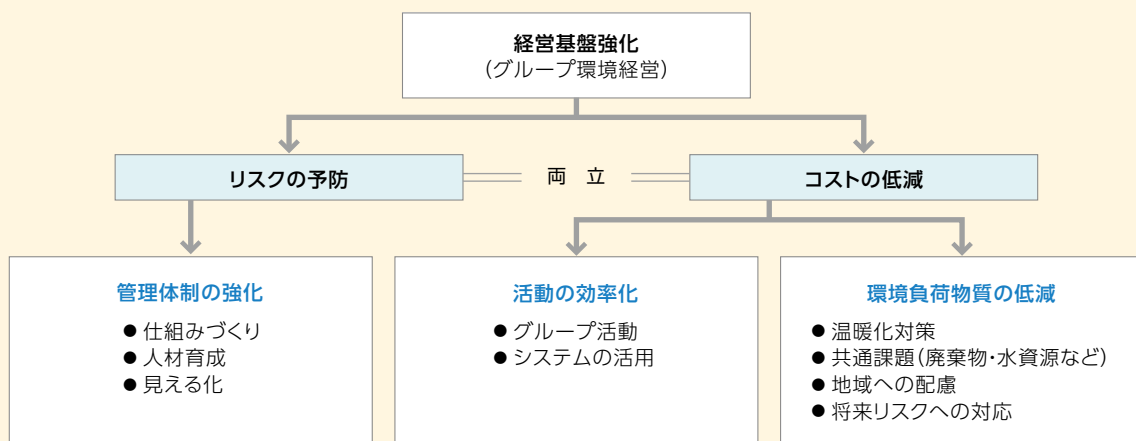 経営基盤強化
(グループ環境経営)
リスクの予防
両 立
コストの低減
管理体制の強化
● 仕組みづくり
● 人材育成
● 見える化
活動の効率化
● グループ活動
● システムの活用
環境負荷物質の低減
● 温暖化対策
● 共通課題(廃棄物・水資源など)
● 地域への配慮
● 将来リスクへの対応